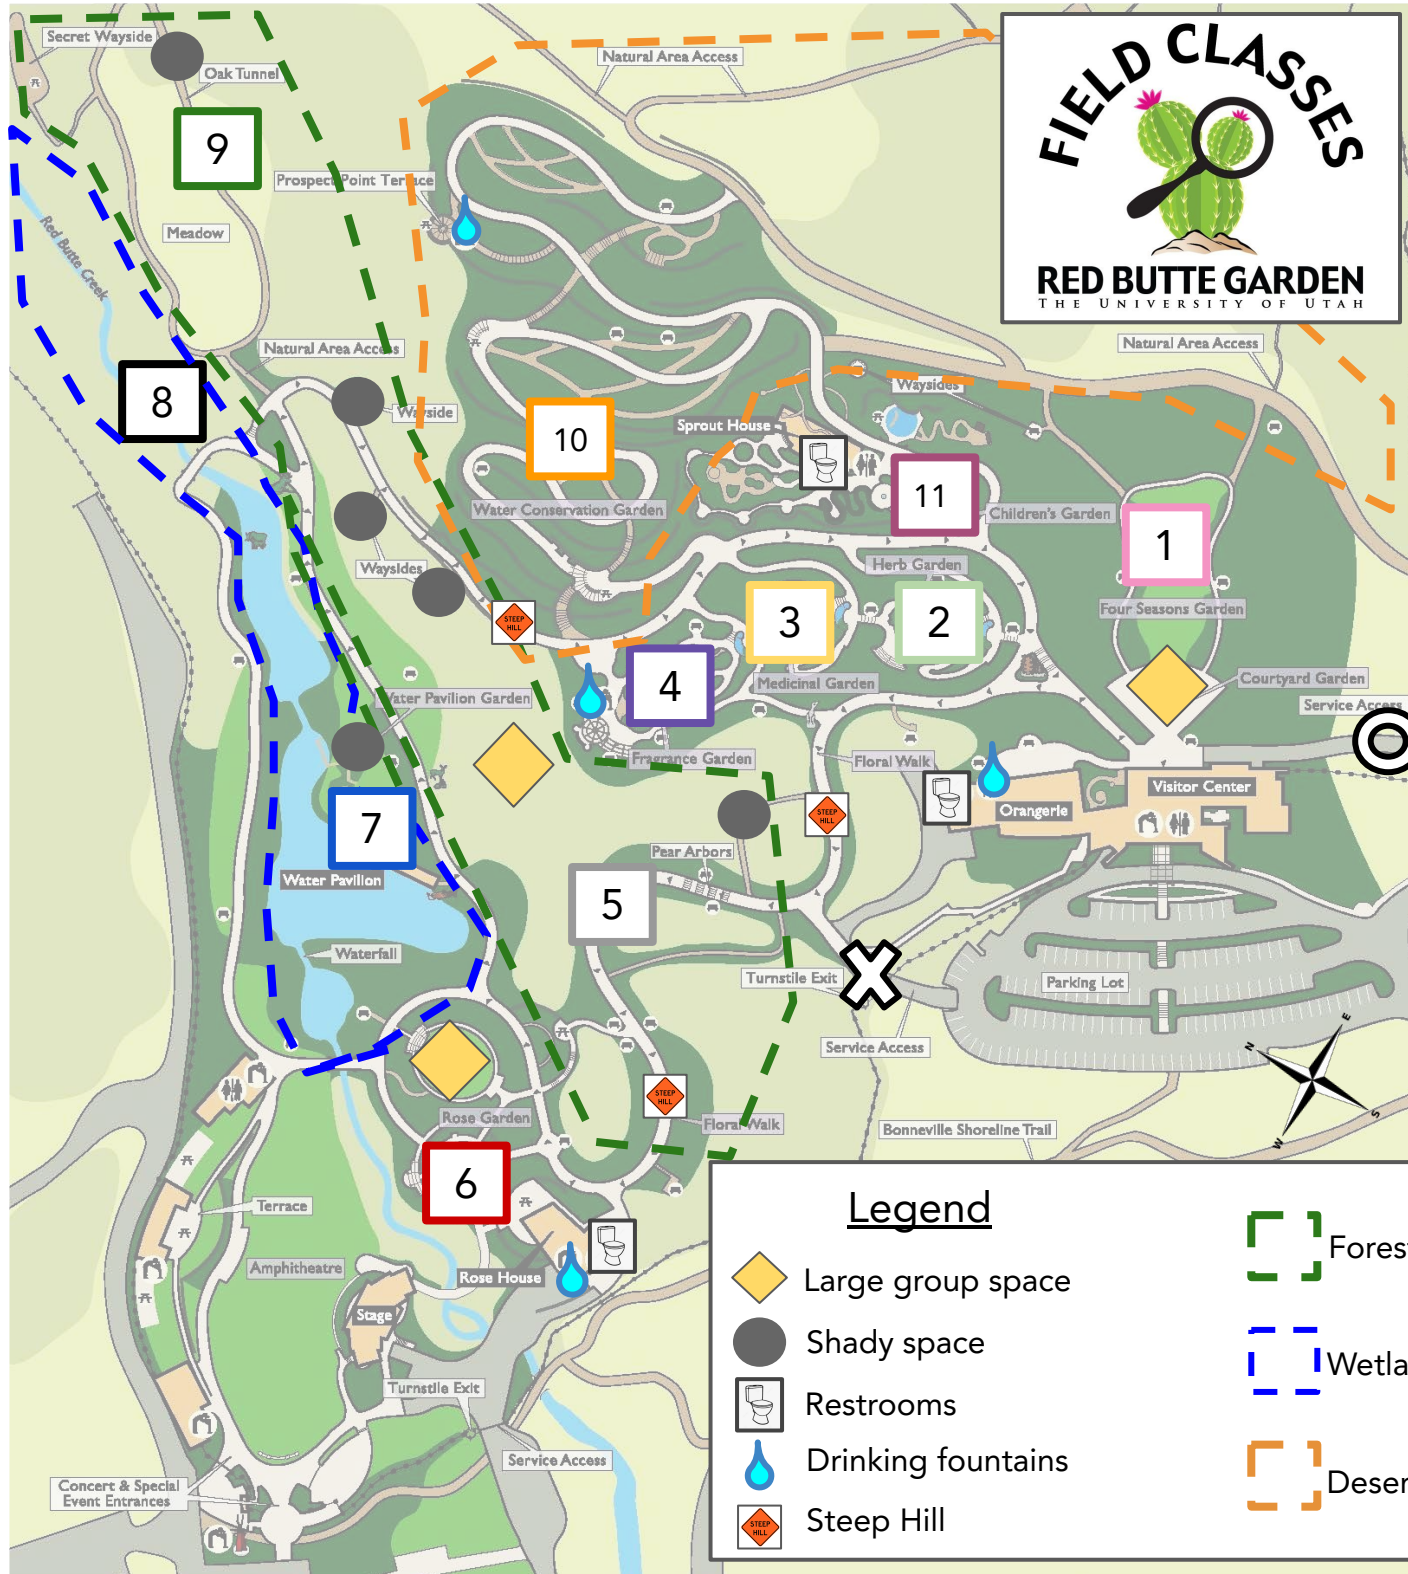 Secret Wayside
Oak Tunnel
9
Natural Area Access
FIELD CLASSES
RED BUTTE GARDEN
THE UNIVERSITY OF UTAH
Prospect Point Terrace
Meadow
Red Butte Creek
Natural Area Access
Natural Area Access
8
Wayside
Waysides
Sprout House
10
11
Water Conservation Garden
Children's Garden
1
Waysides
Herb Garden
Four Seasons Garden
STEEP
HILL
3
2
4
Medicinal Garden
Courtyard Garden
Water Pavilion Garden
Service Access
Fragrance Garden
Floral Walk
Visitor Center
Orangerie
STEEP
HILL
7
Pear Arbors
Water Pavilion
5
Waterfall
Turnstile Exit
Parking Lot
Service Access
N
E
S
W
STEEP
HILL
Rose Garden
Floral Walk
Bonneville Shoreline Trail
6
Terrace
Amphitheatre
Rose House
Stage
Turnstile Exit
Service Access
Concert & Special
Event Entrances
Legend
Large group space
Shady space
Restrooms
Drinking fountains
STEEP
HILL
Steep Hill
Fores
Wetla
Deser